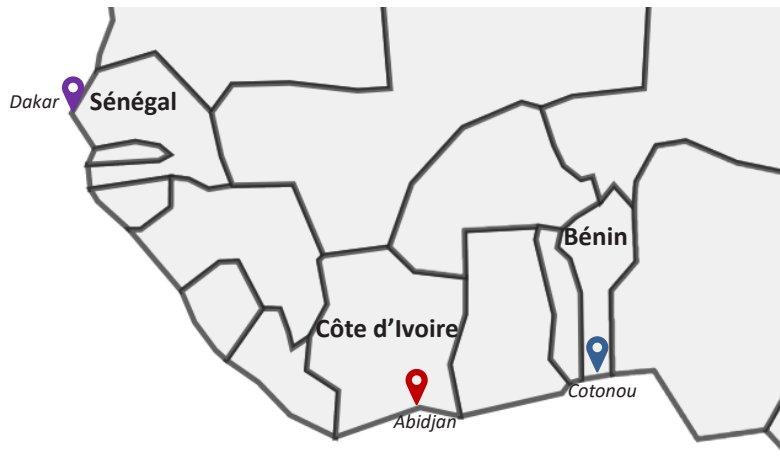 Dakar
Sénégal
Bénin
Côte d'Ivoire
Cotonou
Abidjan